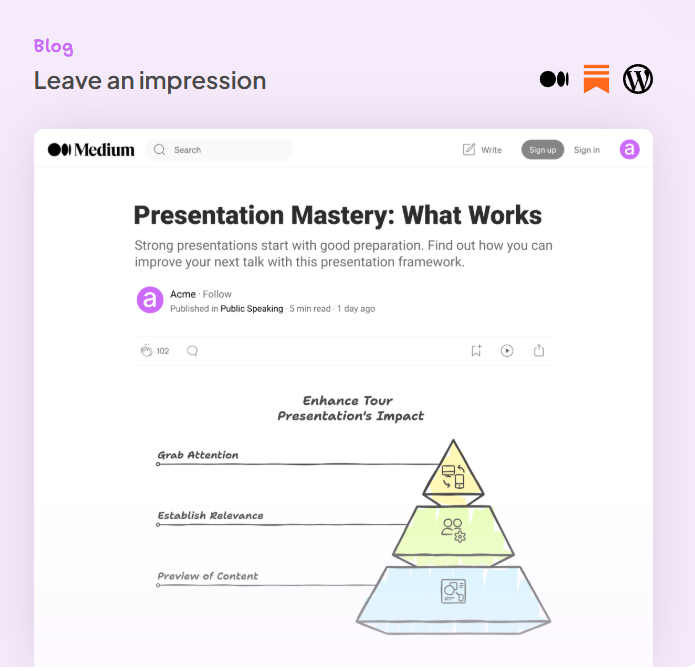 Blog
Leave an impression
Medium
Search
Write
Sign up
Sign in
a
Presentation Mastery: What Works
Strong presentations start with good preparation. Find out how you can
improve your next talk with this presentation framework.
a
Acme · Follow
Published in Public Speaking · 5 min read · 1 day ago
102
Enhance Tour
Presentation's Impact
Grab Attention
Establish Relevance
Preview of Content